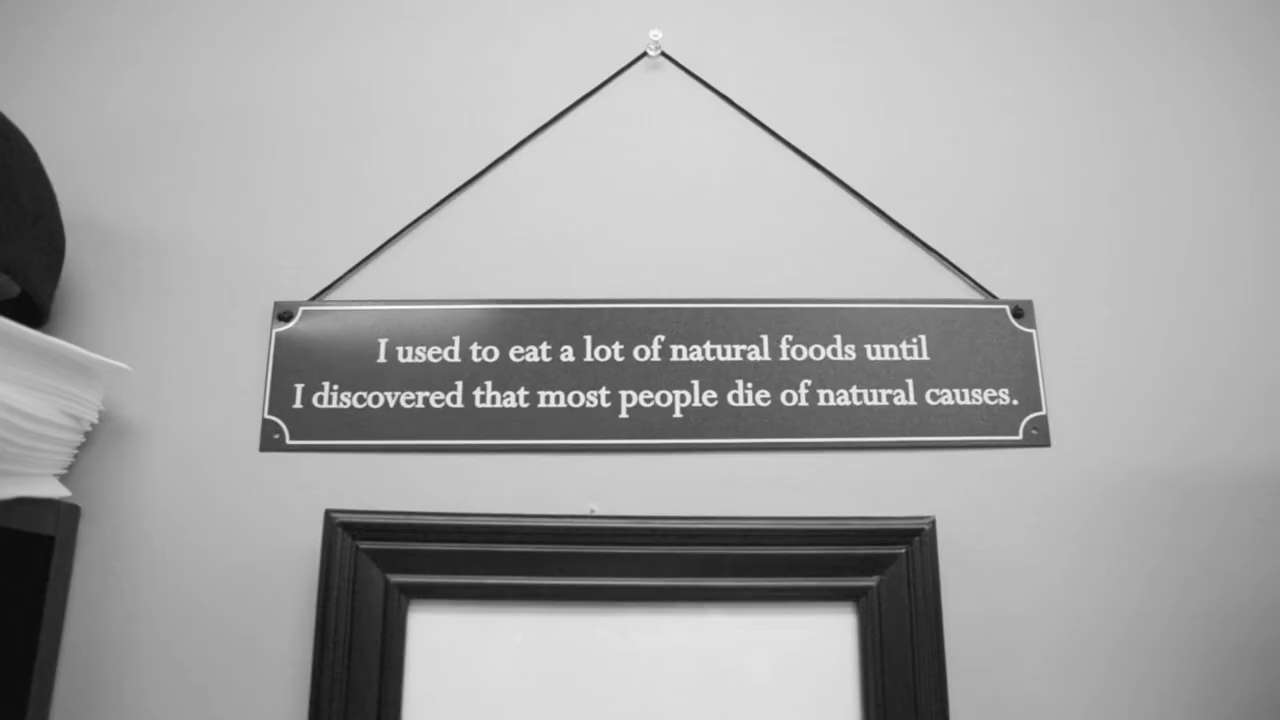 I used to eat a lot of natural foods until
I discovered that most people die of natural causes.